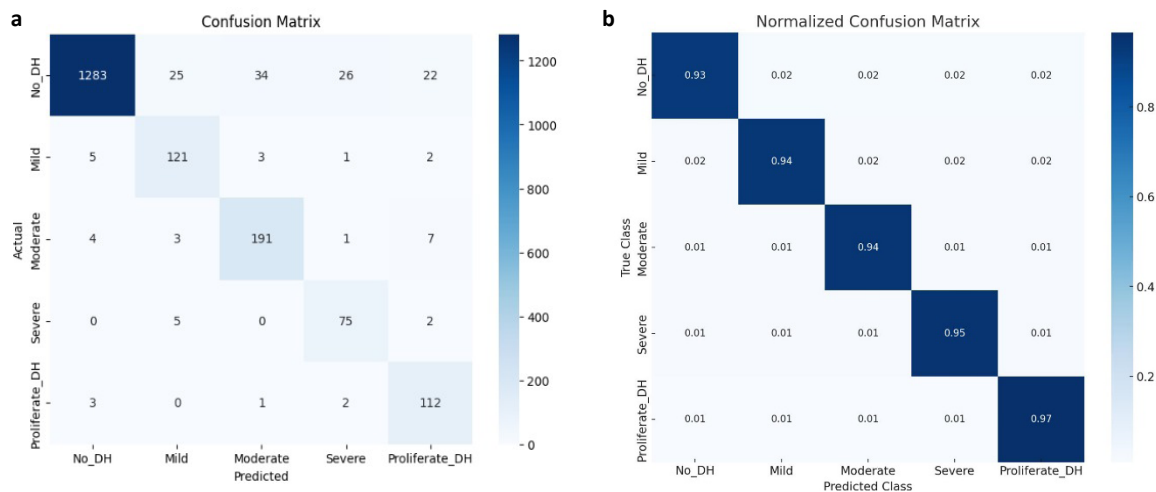 a
Confusion Matrix
No_DH 1283 25 34 26 22
Mild 5 121 3 1 2
Moderate 4 3 191 1 7
Severe 0 5 0 75 2
Proliferate_DH 3 0 1 2 112
Actual
No_DH Mild Moderate Severe Proliferate_DH
Predicted
1200
1000
800
600
400
200
0
b
Normalized Confusion Matrix
No_DH 0.93 0.02 0.02 0.02 0.02
Mild 0.02 0.94 0.02 0.02 0.02
Moderate 0.01 0.01 0.94 0.01 0.01
Severe 0.01 0.01 0.01 0.95 0.01
Proliferate_DH 0.01 0.01 0.01 0.01 0.97
True Class
No_DH Mild Moderate Severe Proliferate_DH
Predicted Class
0.8
0.6
0.4
0.2